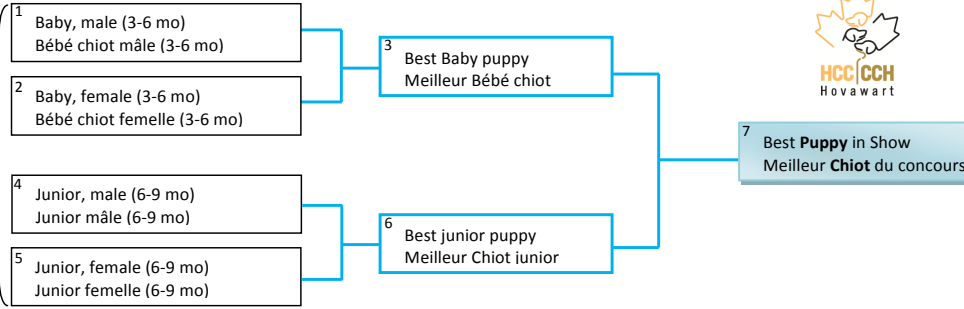 1
Baby, male (3-6 mo)
Bébé chiot mâle (3-6 mo)
2
Baby, female (3-6 mo)
Bébé chiot femelle (3-6 mo)
3
Best Baby puppy
Meilleur Bébé chiot
4
Junior, male (6-9 mo)
Junior mâle (6-9 mo)
5
Junior, female (6-9 mo)
Junior femelle (6-9 mo)
6
Best junior puppy
Meilleur Chiot junior
HCC CCH
Hovawart
7
Best Puppy in Show
Meilleur Chiot du concours